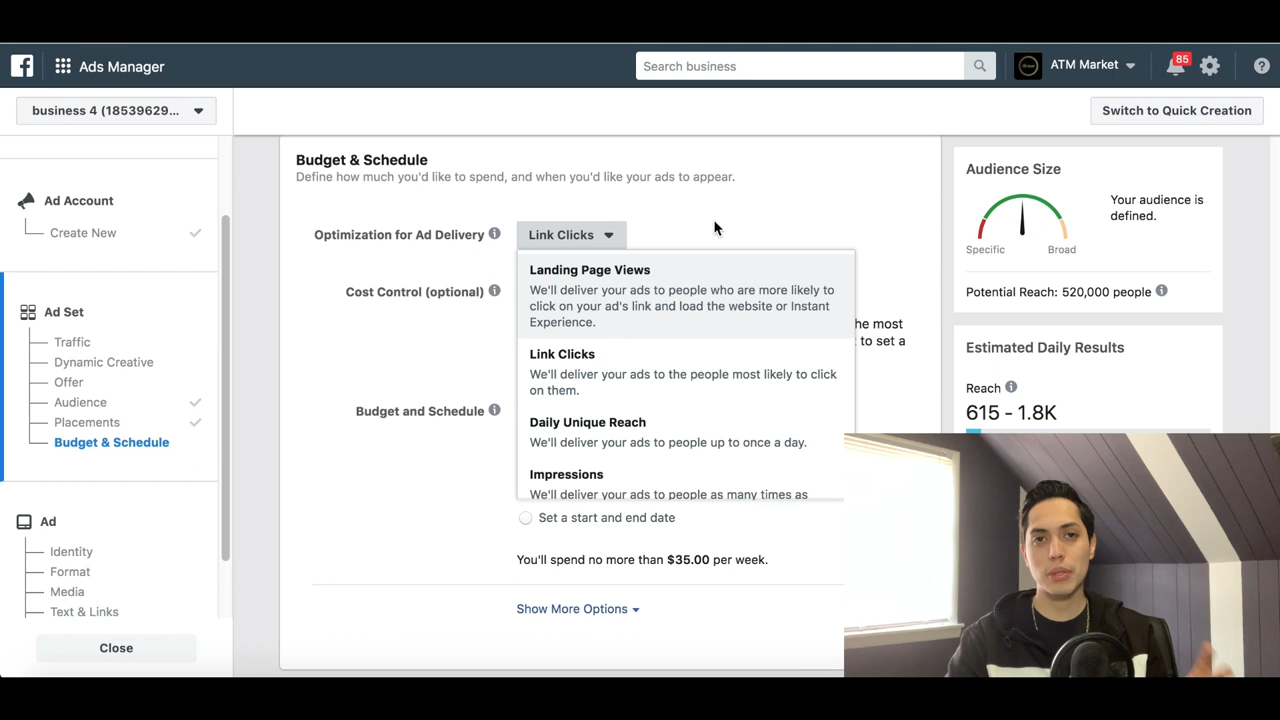 Ads Manager
Search business
ATM Market
85
business 4 (18539629...
Switch to Quick Creation
Ad Account
Create New
Ad Set
Traffic
Dynamic Creative
Offer
Audience
Placements
Budget & Schedule
Ad
Identity
Format
Media
Text & Links
Close
Budget & Schedule
Define how much you'd like to spend, and when you'd like your ads to appear.
Optimization for Ad Delivery
Link Clicks
Landing Page Views
We'll deliver your ads to people who are more likely to
click on your ad's link and load the website or Instant
Experience.
Link Clicks
We'll deliver your ads to the people most likely to click
on them.
Daily Unique Reach
We'll deliver your ads to people up to once a day.
Impressions
We'll deliver your ads to people as many times as
Cost Control (optional)
he most
to set a
Budget and Schedule
Set a start and end date
You'll spend no more than $35.00 per week.
Show More Options
Audience Size
Your audience is
defined.
Specific
Broad
Potential Reach: 520,000 people
Estimated Daily Results
Reach
615 - 1.8K